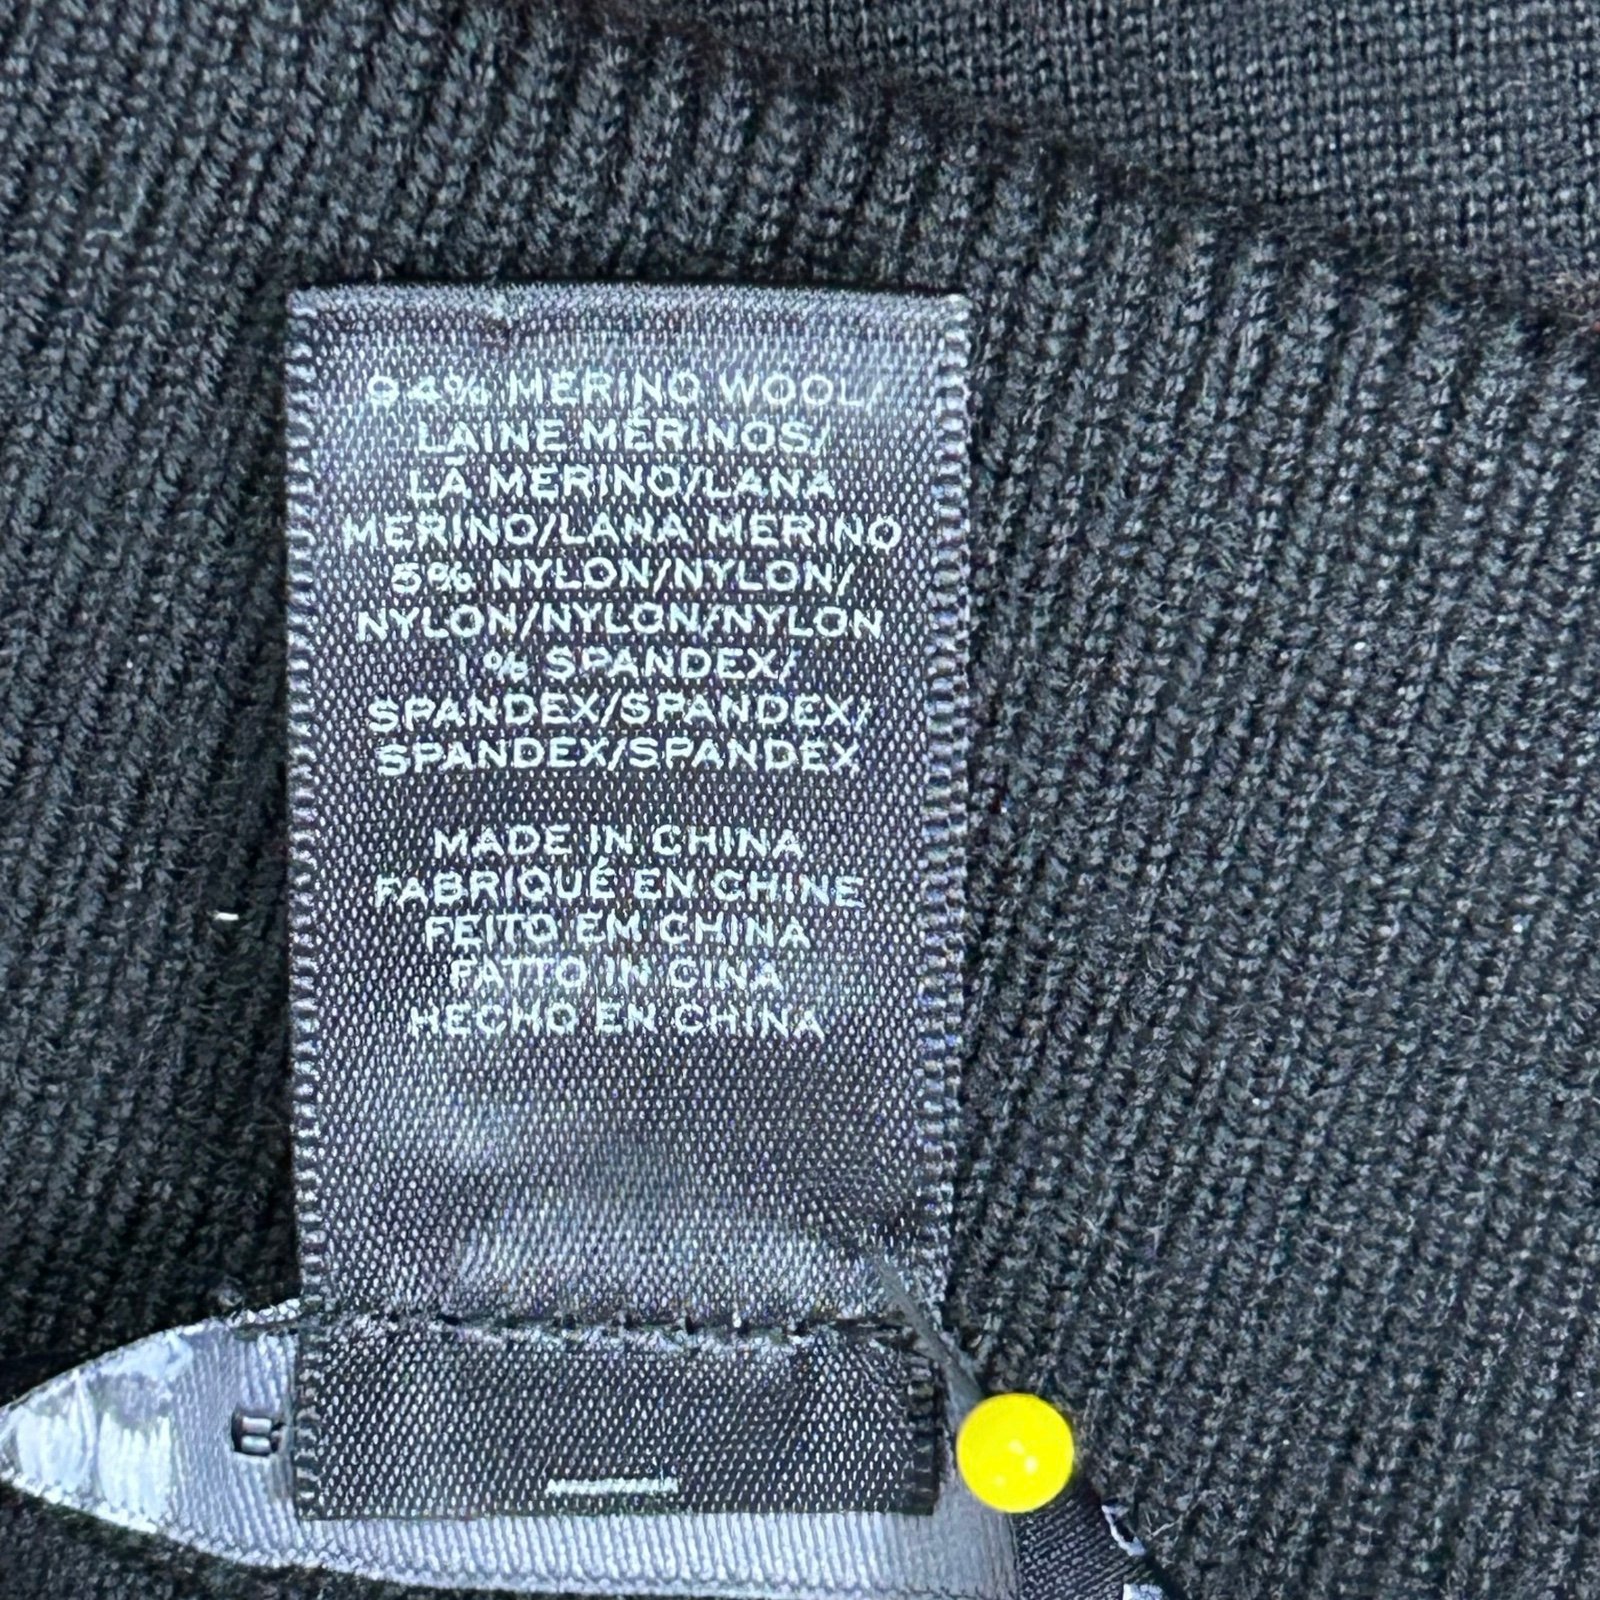 94% MERINO WOOL/
LAINE MÉRINOS/
LÃ MERINO/LANA
MERINO/LANA MERINO
5% NYLON/NYLON/
NYLON/NYLON/NYLON
1% SPANDEX/
SPANDEX/SPANDEX/
SPANDEX/SPANDEX
MADE IN CHINA
FABRIQUÉ EN CHINE
FEITO EM CHINA
FATTO IN CINA
HECHO EN CHINA